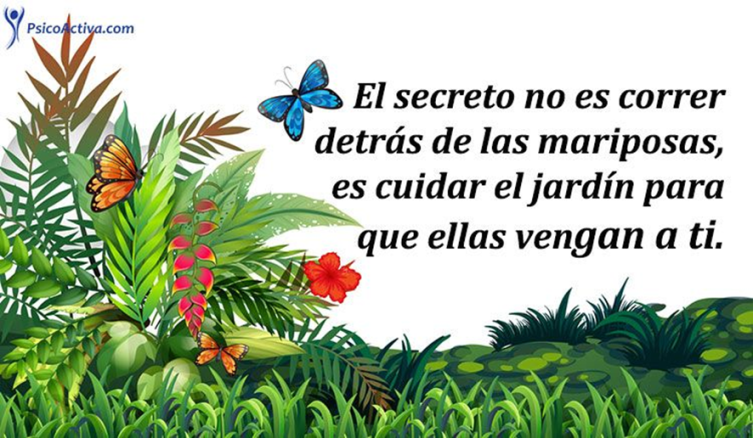 PsicoActiva.com
El secreto no es correr
detrás de las mariposas,
es cuidar el jardín para
que ellas vengan a ti.